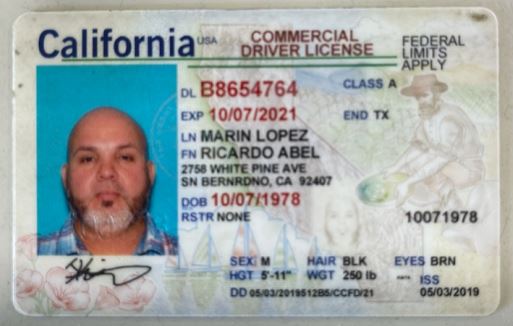 California USA
COMMERCIAL
DRIVER LICENSE
FEDERAL
LIMITS
APPLY
DL B8654764
CLASS A
EXP 10/07/2021
END TX
LN MARIN LOPEZ
FN RICARDO ABEL
2758 WHITE PINE AVE
SN BERNRDNO, CA 92407
DOB 10/07/1978
RSTR NONE
10071978
SEX M HAIR BLK EYES BRN
HGT 5'-11" WGT 250 lb
ISS
DD 05/03/2019512B5/CCFD/21
05/03/2019